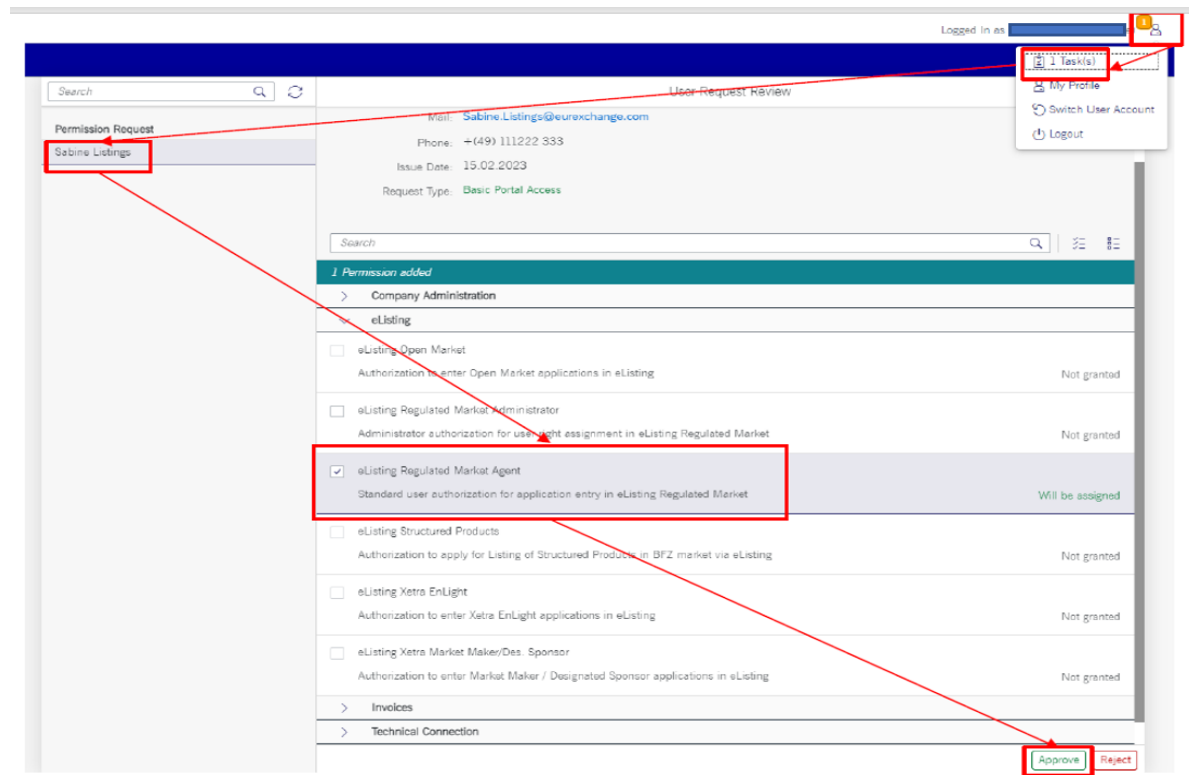 Logged in as
1
1 Task(s)
My Profile
Switch User Account
Logout
Search
Permission Request
Sabine Listings
User Request Review
Mail: Sabine.Listings@eurexchange.com
Phone: +(49) 111222 333
Issue Date: 15.02.2023
Request Type: Basic Portal Access
Search
1 Permission added
Company Administration
eListing
eListing Open Market
Authorization to enter Open Market applications in eListing
Not granted
eListing Regulated Market Administrator
Administrator authorization for user right assignment in eListing Regulated Market
Not granted
eListing Regulated Market Agent
Standard user authorization for application entry in eListing Regulated Market
Will be assigned
eListing Structured Products
Authorization to apply for Listing of Structured Products in BFZ market via eListing
Not granted
eListing Xetra EnLight
Authorization to enter Xetra EnLight applications in eListing
Not granted
eListing Xetra Market Maker/Des. Sponsor
Authorization to enter Market Maker / Designated Sponsor applications in eListing
Not granted
Invoices
Technical Connection
Approve
Reject